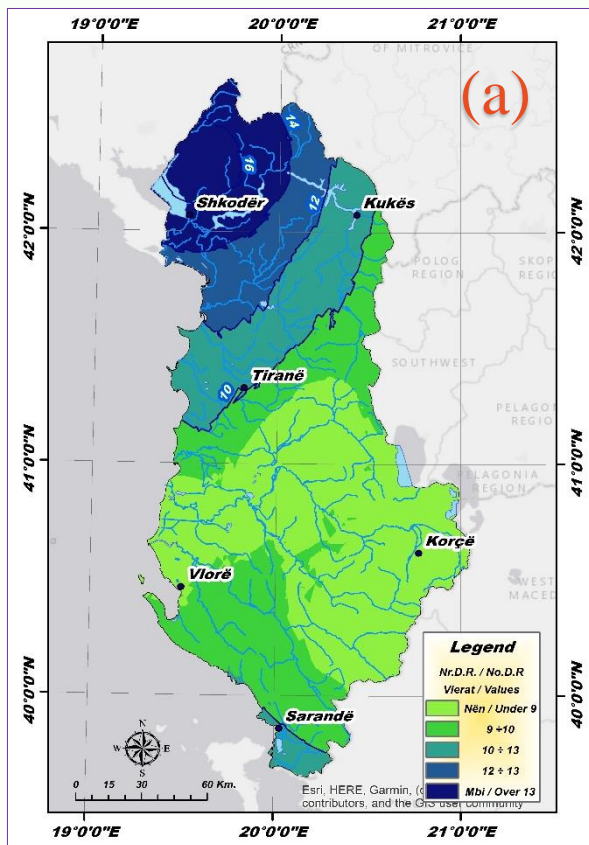 19°0'0"E 20°0'0"E 21°0'0"E
OF MITROVICE
(a)
14
16
Shkodër
12
Kukës
42°0'0"N 42°0'0"N
POLOG
REGION
SKOP
REGIO
SOUTHWEST
Tiranë
10
PELAGON
REGION
41°0'0"N 41°0'0"N
PELAGONIA
REGION
Korçë
Vlorë
WEST
MACED
Legend
Nr.D.R. / No.D.R
Vlerat / Values
Nën / Under 9
9 ÷10
10 ÷ 13
12 ÷ 13
Mbi / Over 13
40°0'0"N 40°0'0"N
Sarandë
N
W E
S
0 15 30 60 Km.
Esri, HERE, Garmin, (c
contributors, and the GIS user community
19°0'0"E 20°0'0"E 21°0'0"E